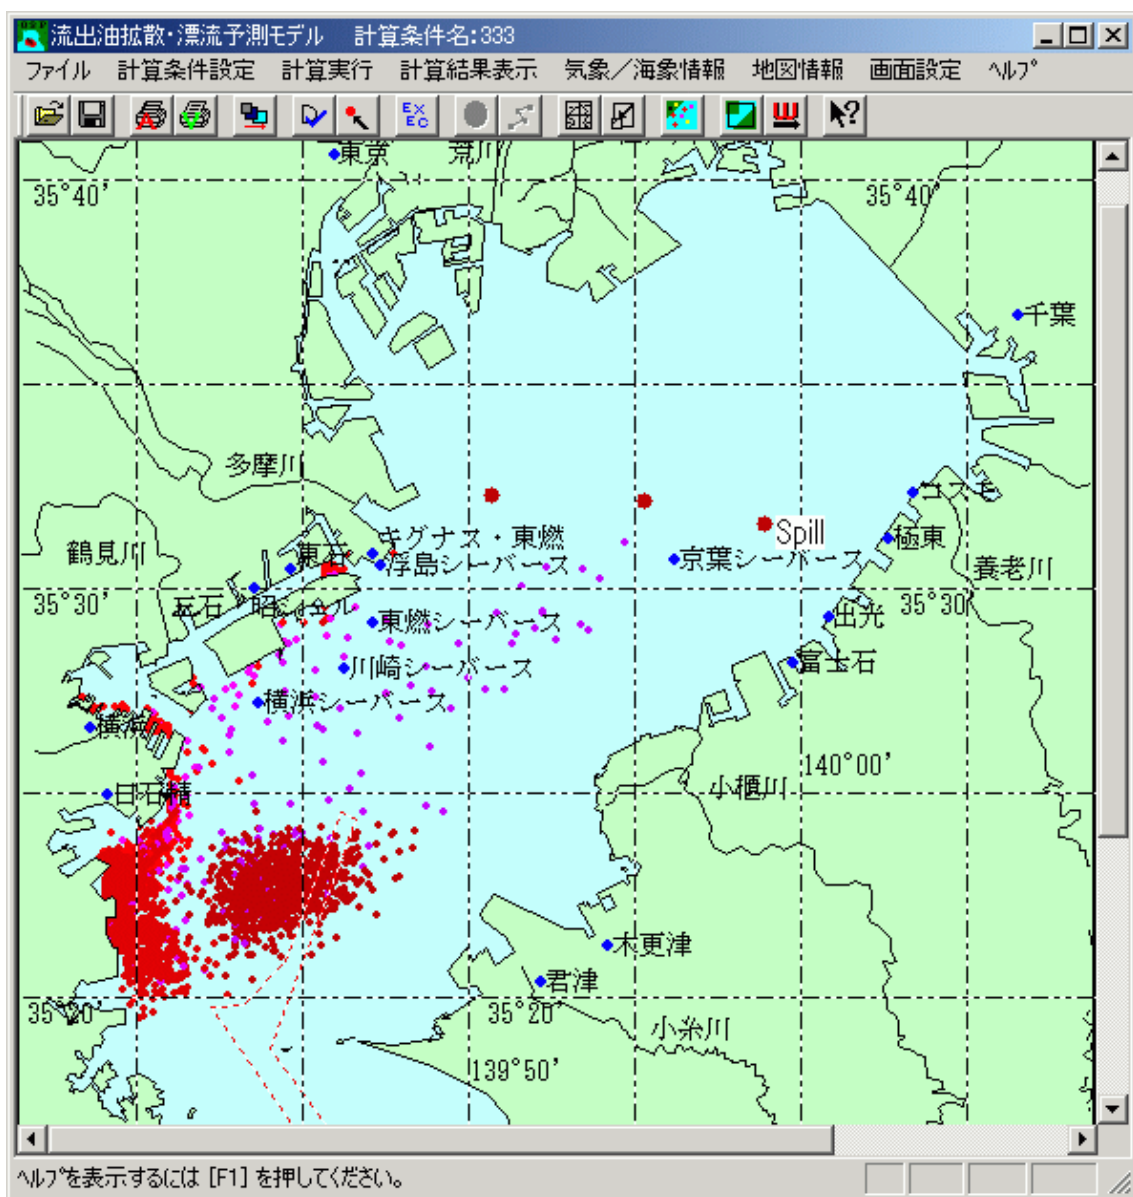 流出油拡散・漂流予測モデル 計算条件名:333
ファイル 計算条件設定 計算実行 計算結果表示 気象／海象情報 地図情報 画面設定 ヘルプ
EX
EC
東京 荒川
35°40' 35°40'
千葉
多摩川
コスモ
Spill
キグナス・東燃
鶴見川 東石 浮島シーバース 京葉シーバース 極東
養老川
35°30' 35°30'
三石 昭シェル 東燃シーバース 出光
川崎シーバース 富士石
横浜シーバース
横浜
140°00'
日石精 小櫃川
木更津
君津
35°20' 35°20'
小糸川
139°50'
ヘルプを表示するには [F1] を押してください。